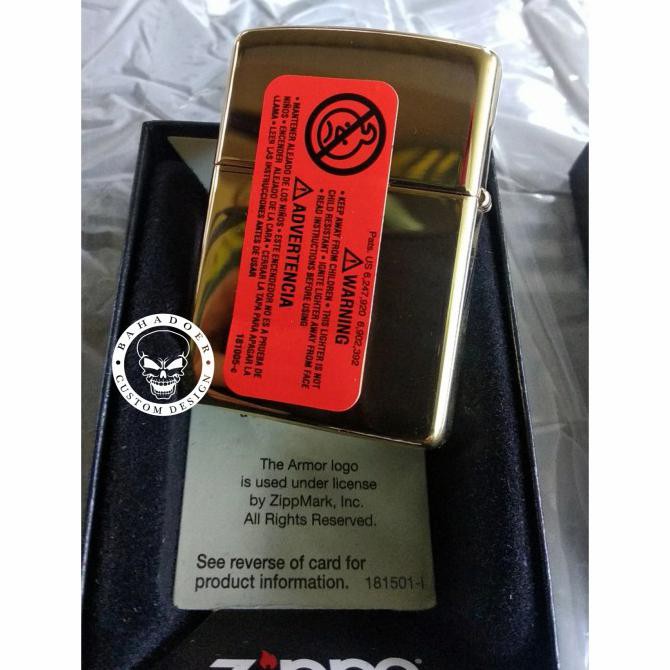 Pats. US 6,247,920 8,902,392
⚠WARNING
• KEEP AWAY FROM CHILDREN • THIS LIGHTER IS NOT
CHILD RESISTANT • IGNITE LIGHTER AWAY FROM FACE
• READ INSTRUCTIONS BEFORE USING
⚠ADVERTENCIA
• MANTENER ALEJADO DE LOS NIÑOS • ESTE ENCENDEDOR NO ES A PRUEBA DE
NIÑOS • ENCENDER ALEJADO DE LA CARA • CERRAR LA TAPA PARA APAGAR LA
LLAMA • LEER LAS INSTRUCCIONES ANTES DE USAR
181005-e
BAHADOER
CUSTOM DESIGN
The Armor logo
is used under license
by ZippMark, Inc.
All Rights Reserved.
See reverse of card for
product information. 181501-i
zippo